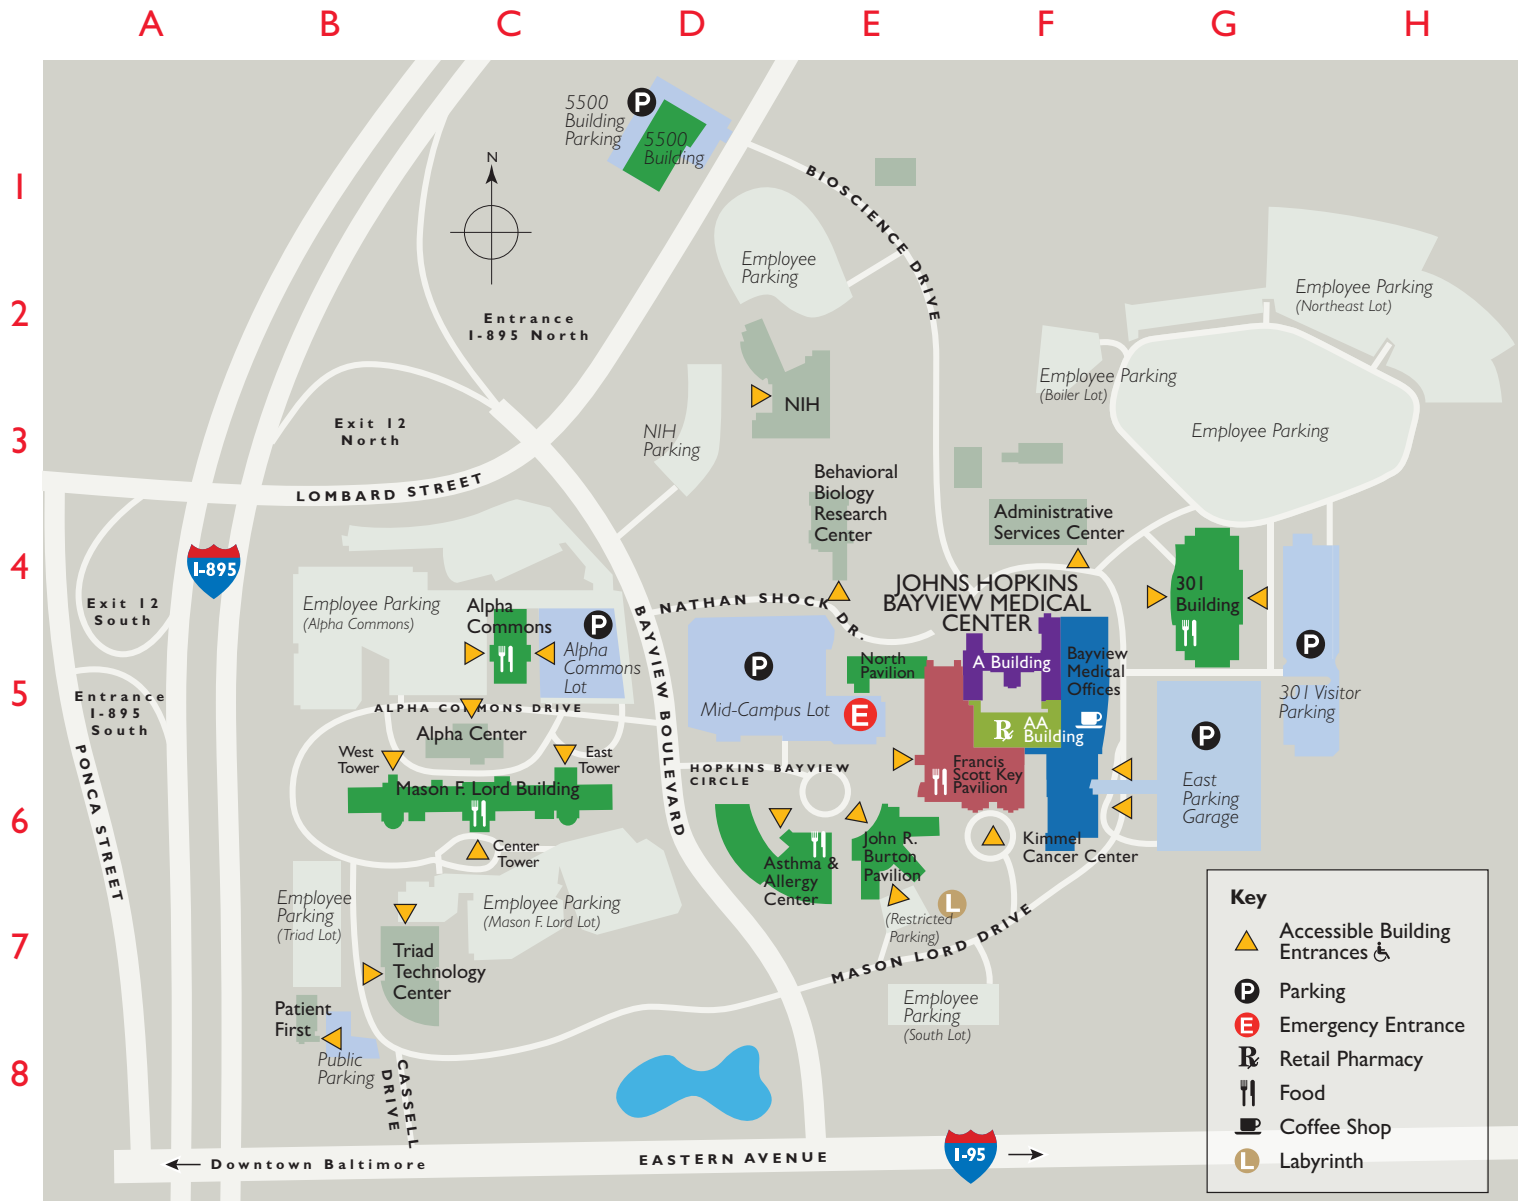 A B C D E F G H
1
2
3
4
5
6
7
8
5500
Building
Parking
P
5500
Building
N
BIOSCIENCE DRIVE
Employee
Parking
Entrance
I-895 North
Employee Parking
(Northeast Lot)
Employee Parking
(Boiler Lot)
Employee Parking
NIH
NIH
Parking
Exit 12
North
LOMBARD STREET
Behavioral
Biology
Research
Center
Administrative
Services Center
I-895
Exit 12
South
Employee Parking
(Alpha Commons)
Alpha
Commons
P
Alpha
Commons
Lot
NATHAN SHOCK DR.
JOHNS HOPKINS
BAYVIEW MEDICAL
CENTER
301
Building
P
301 Visitor
Parking
BAYVIEW BOULEVARD
P
Mid-Campus Lot
North
Pavilion
E
A Building
Bayview
Medical
Offices
R
AA
Building
Francis
Scott Key
Pavilion
P
East
Parking
Garage
Entrance
I-895
South
PONCA STREET
ALPHA COMMONS DRIVE
Alpha Center
West
Tower
East
Tower
Mason F. Lord Building
Center
Tower
HOPKINS BAYVIEW
CIRCLE
Asthma &
Allergy
Center
John R.
Burton
Pavilion
Kimmel
Cancer Center
L
(Restricted
Parking)
MASON LORD DRIVE
Employee
Parking
(Triad Lot)
Employee Parking
(Mason F. Lord Lot)
Triad
Technology
Center
Patient
First
Public
Parking
CASSELL
DRIVE
Employee
Parking
(South Lot)
EASTERN AVENUE
Downtown Baltimore
I-95
Key
Accessible Building
Entrances
P Parking
E Emergency Entrance
R Retail Pharmacy
Food
Coffee Shop
L Labyrinth